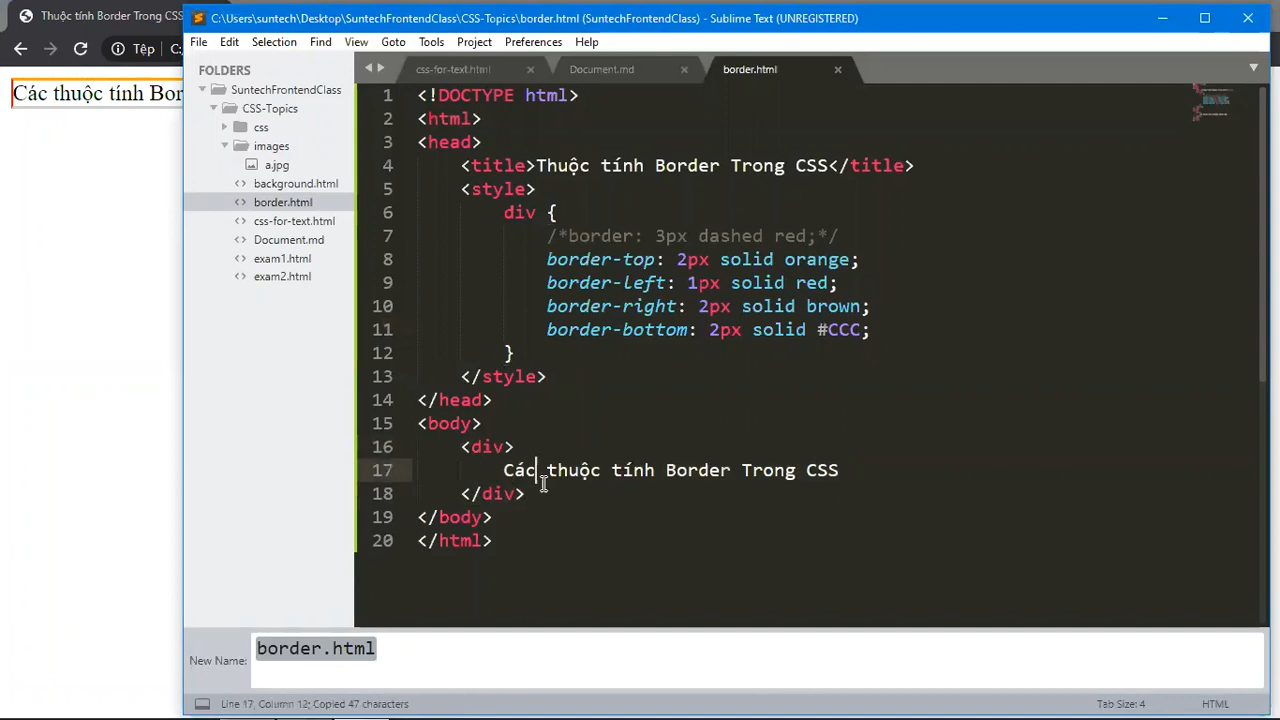 Thuộc tính Border Trong CSS
Tệp C:
Các thuộc tính Bor
C:\Users\suntech\Desktop\SuntechFrontendClass\CSS-Topics\border.html (SuntechFrontendClass) - Sublime Text (UNREGISTERED)
File Edit Selection Find View Goto Tools Project Preferences Help
FOLDERS
SuntechFrontendClass
CSS-Topics
css
images
a.jpg
background.html
border.html
css-for-text.html
Document.md
exam1.html
exam2.html
css-for-text.html Document.md border.html
1 <!DOCTYPE html>
2 <html>
3 <head>
4 <title>Thuộc tính Border Trong CSS</title>
5 <style>
6 div {
7 /*border: 3px dashed red;*/
8 border-top: 2px solid orange;
9 border-left: 1px solid red;
10 border-right: 2px solid brown;
11 border-bottom: 2px solid #CCC;
12 }
13 </style>
14 </head>
15 <body>
16 <div>
17 Các thuộc tính Border Trong CSS
18 </div>
19 </body>
20 </html>
New Name: border.html
Line 17, Column 12; Copied 47 characters Tab Size: 4 HTML